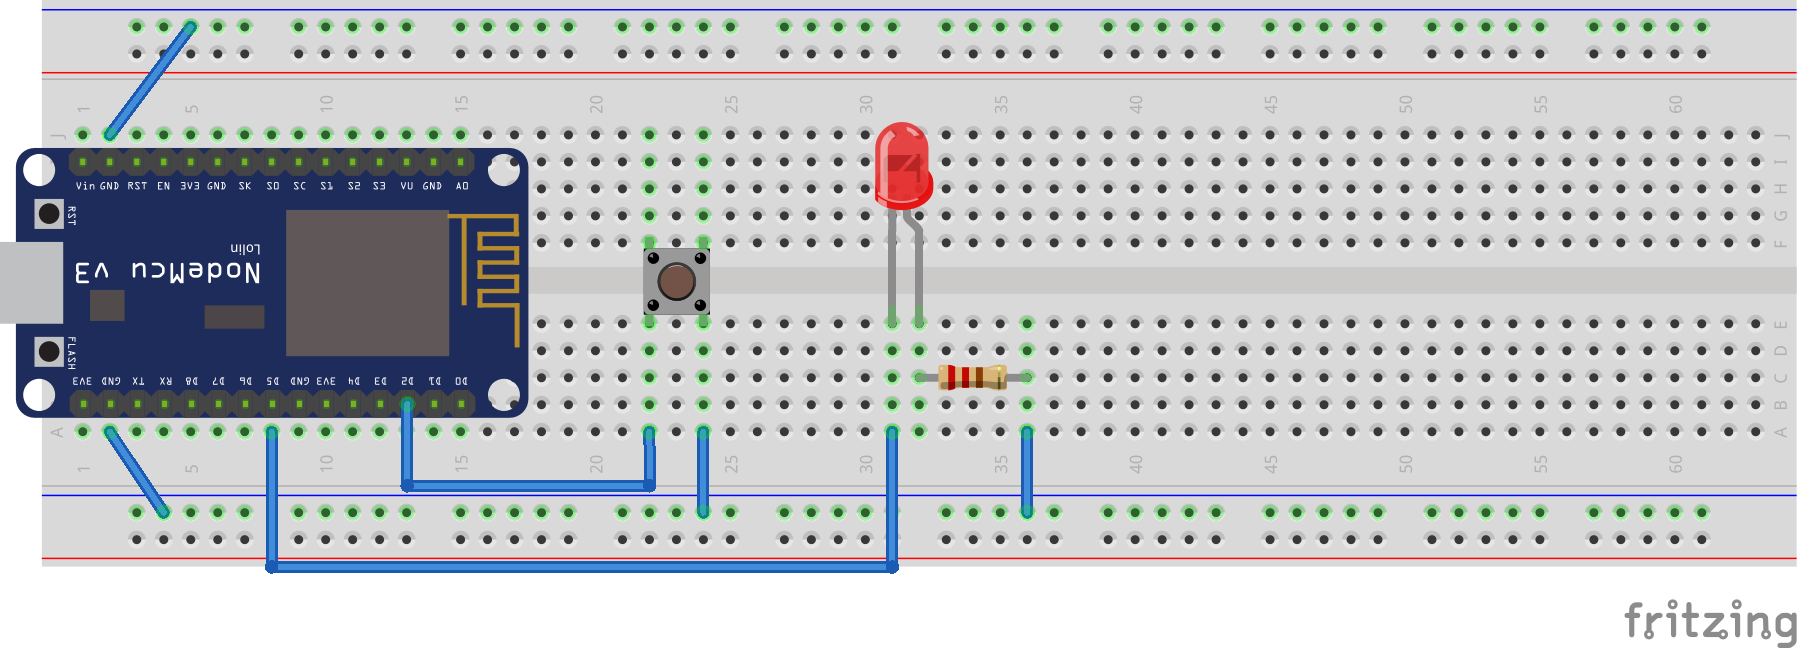 1 5 10 15 20 25 30 35 40 45 50 55 60
J J
I
Vin GND RST EN 3V3 GND SK SO SC S1 S2 S3 VU GND AO
H
RST
G
Lolin
F
NodeMcu v3
E
FLASH
D
3V3 GND TX RX D8 D7 D6 D5 GND 3V3 D4 D3 D2 D1 D0
C
B
A A
1 5 10 15 20 25 30 35 40 45 50 55 60
fritzing